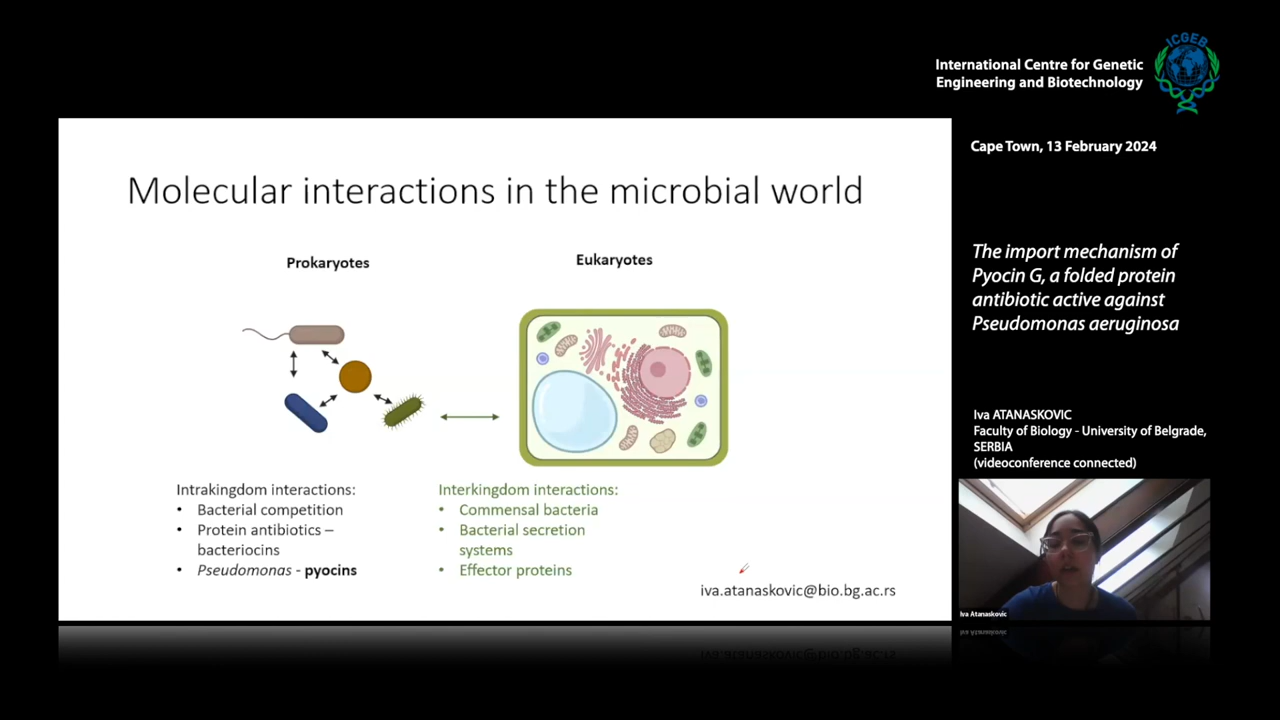 ICGEB
International Centre for Genetic
Engineering and Biotechnology
Cape Town, 13 February 2024
Molecular interactions in the microbial world
Prokaryotes
Eukaryotes
Intrakingdom interactions:
• Bacterial competition
• Protein antibiotics –
bacteriocins
• Pseudomonas - pyocins
Interkingdom interactions:
• Commensal bacteria
• Bacterial secretion
systems
• Effector proteins
iva.atanaskovic@bio.bg.ac.rs
The import mechanism of
Pyocin G, a folded protein
antibiotic active against
Pseudomonas aeruginosa
Iva ATANASKOVIC
Faculty of Biology - University of Belgrade,
SERBIA
(videoconference connected)
Iva Atanaskovic